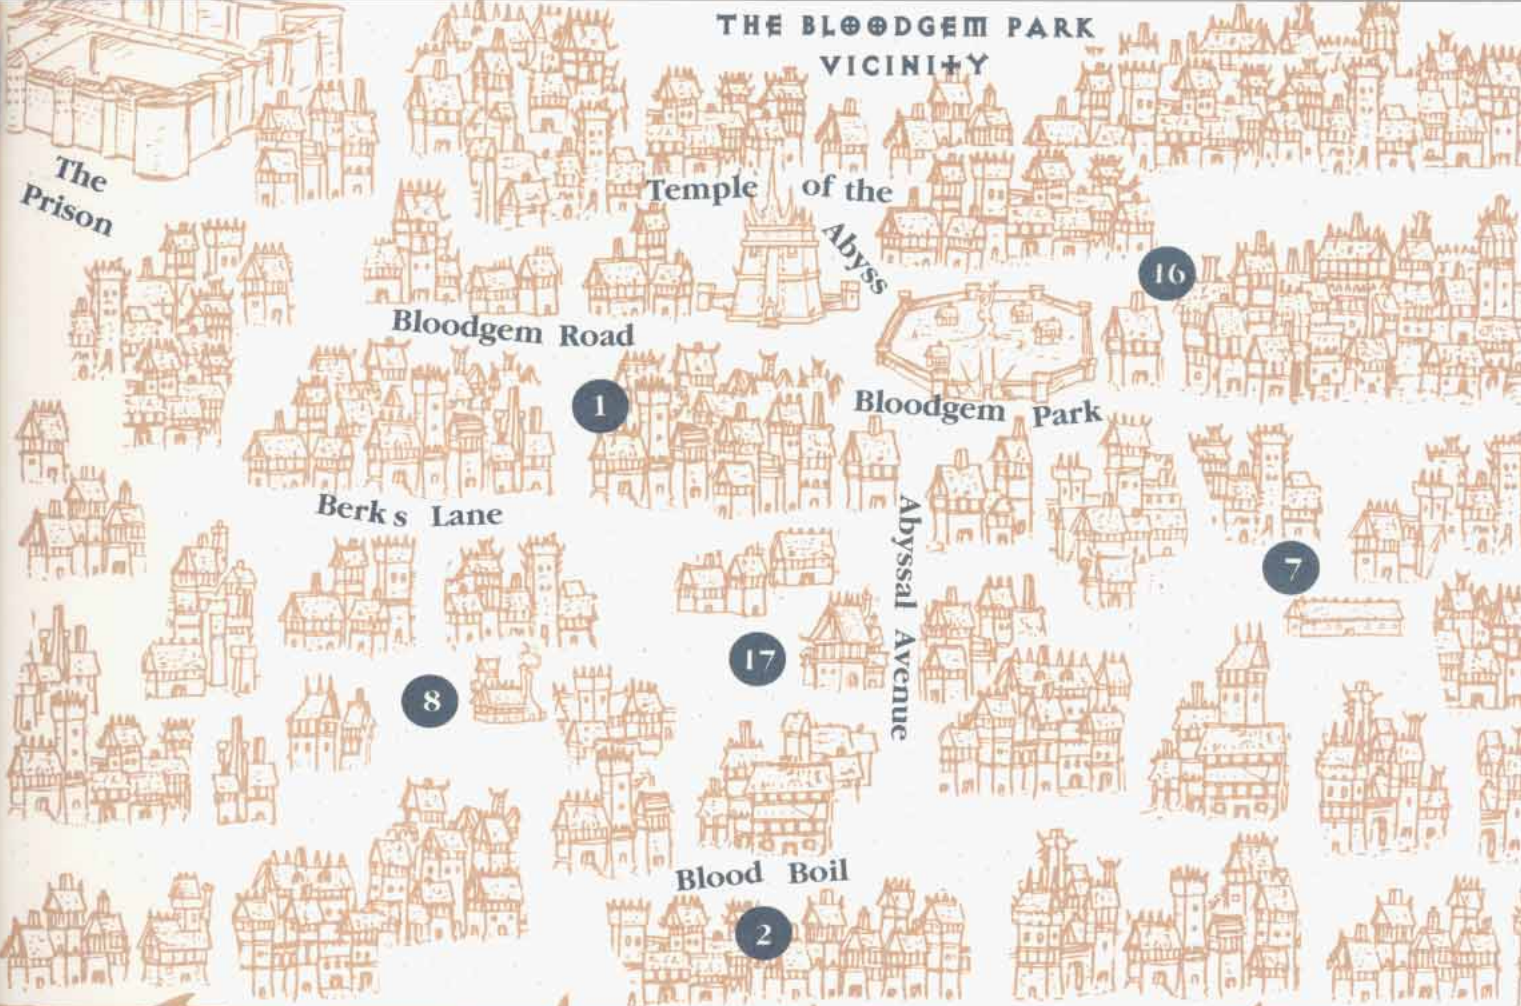 THE BLOODGEM PARK
VICINITY
The
Prison
Temple of the
Abyss
16
Bloodgem Road
1
Bloodgem Park
Berks Lane
Abyssal Avenue
7
17
8
Blood Boil
2